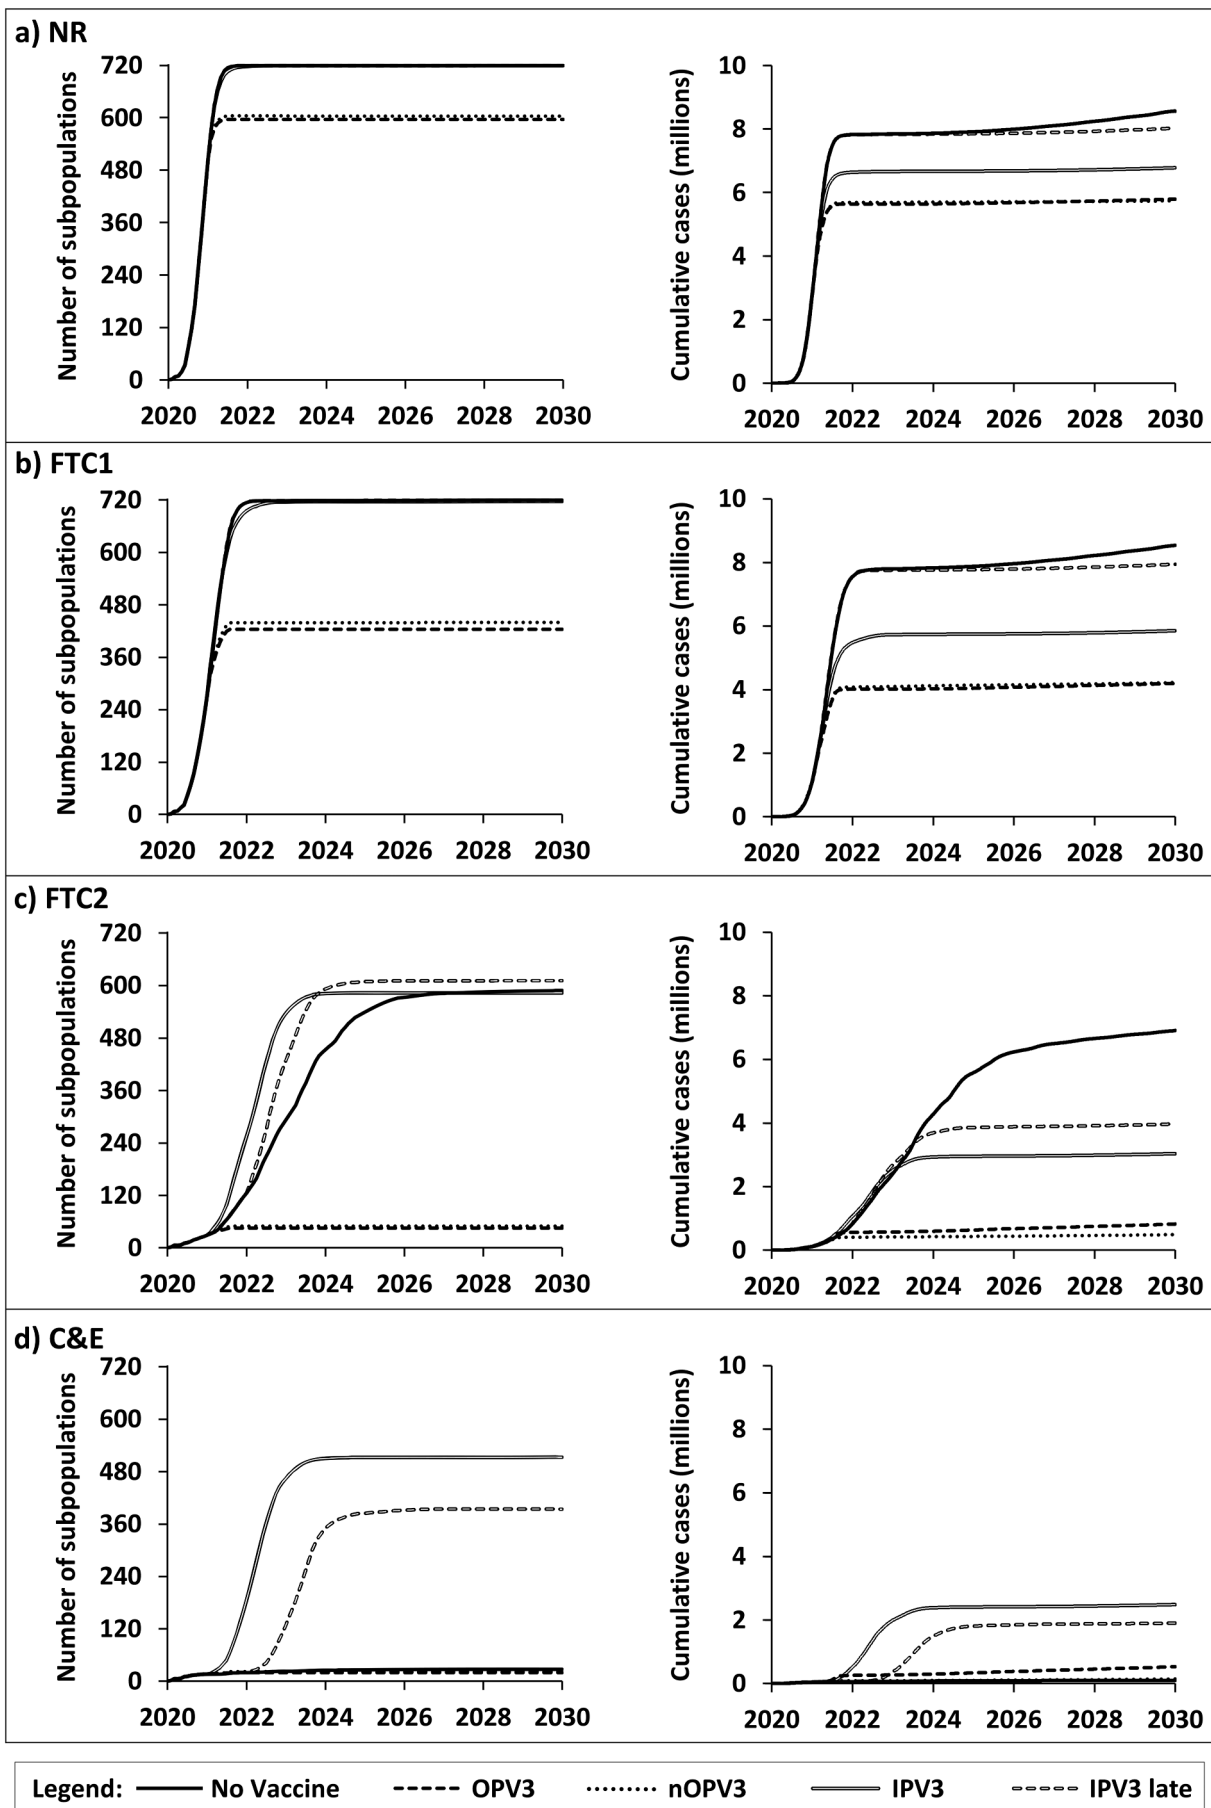 a) NR
Number of subpopulations
720
600
480
360
240
120
0
2020 2022 2024 2026 2028 2030
Cumulative cases (millions)
10
8
6
4
2
0
2020 2022 2024 2026 2028 2030
b) FTC1
Number of subpopulations
720
600
480
360
240
120
0
2020 2022 2024 2026 2028 2030
Cumulative cases (millions)
10
8
6
4
2
0
2020 2022 2024 2026 2028 2030
c) FTC2
Number of subpopulations
720
600
480
360
240
120
0
2020 2022 2024 2026 2028 2030
Cumulative cases (millions)
10
8
6
4
2
0
2020 2022 2024 2026 2028 2030
d) C&E
Number of subpopulations
720
600
480
360
240
120
0
2020 2022 2024 2026 2028 2030
Cumulative cases (millions)
10
8
6
4
2
0
2020 2022 2024 2026 2028 2030
Legend: No Vaccine OPV3 nOPV3 IPV3 IPV3 late